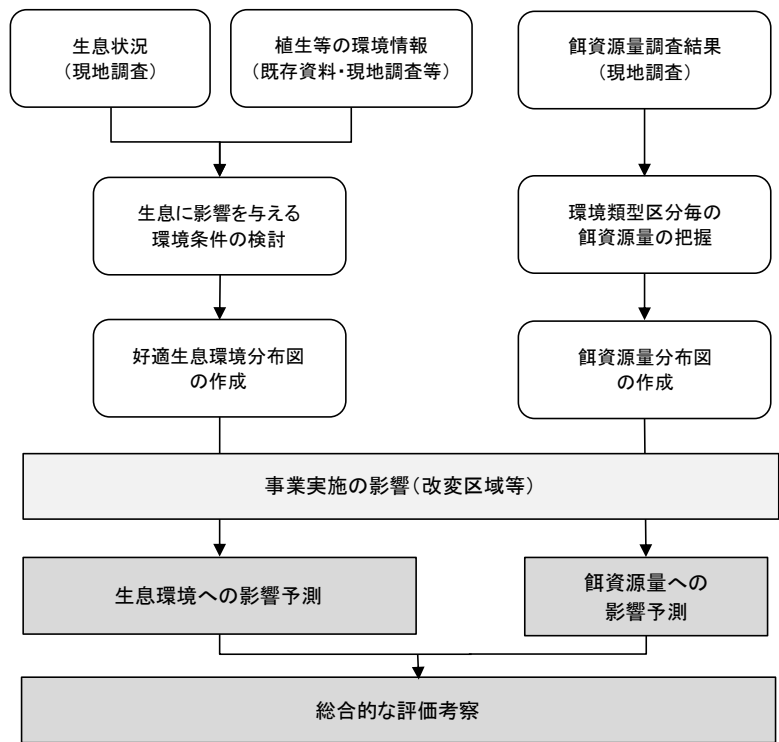 生息状況
（現地調査）
植生等の環境情報
（既存資料・現地調査等）
餌資源量調査結果
（現地調査）
生息に影響を与える
環境条件の検討
環境類型区分毎の
餌資源量の把握
好適生息環境分布図
の作成
餌資源量分布図
の作成
事業実施の影響（改変区域等）
生息環境への影響予測
餌資源量への
影響予測
総合的な評価考察